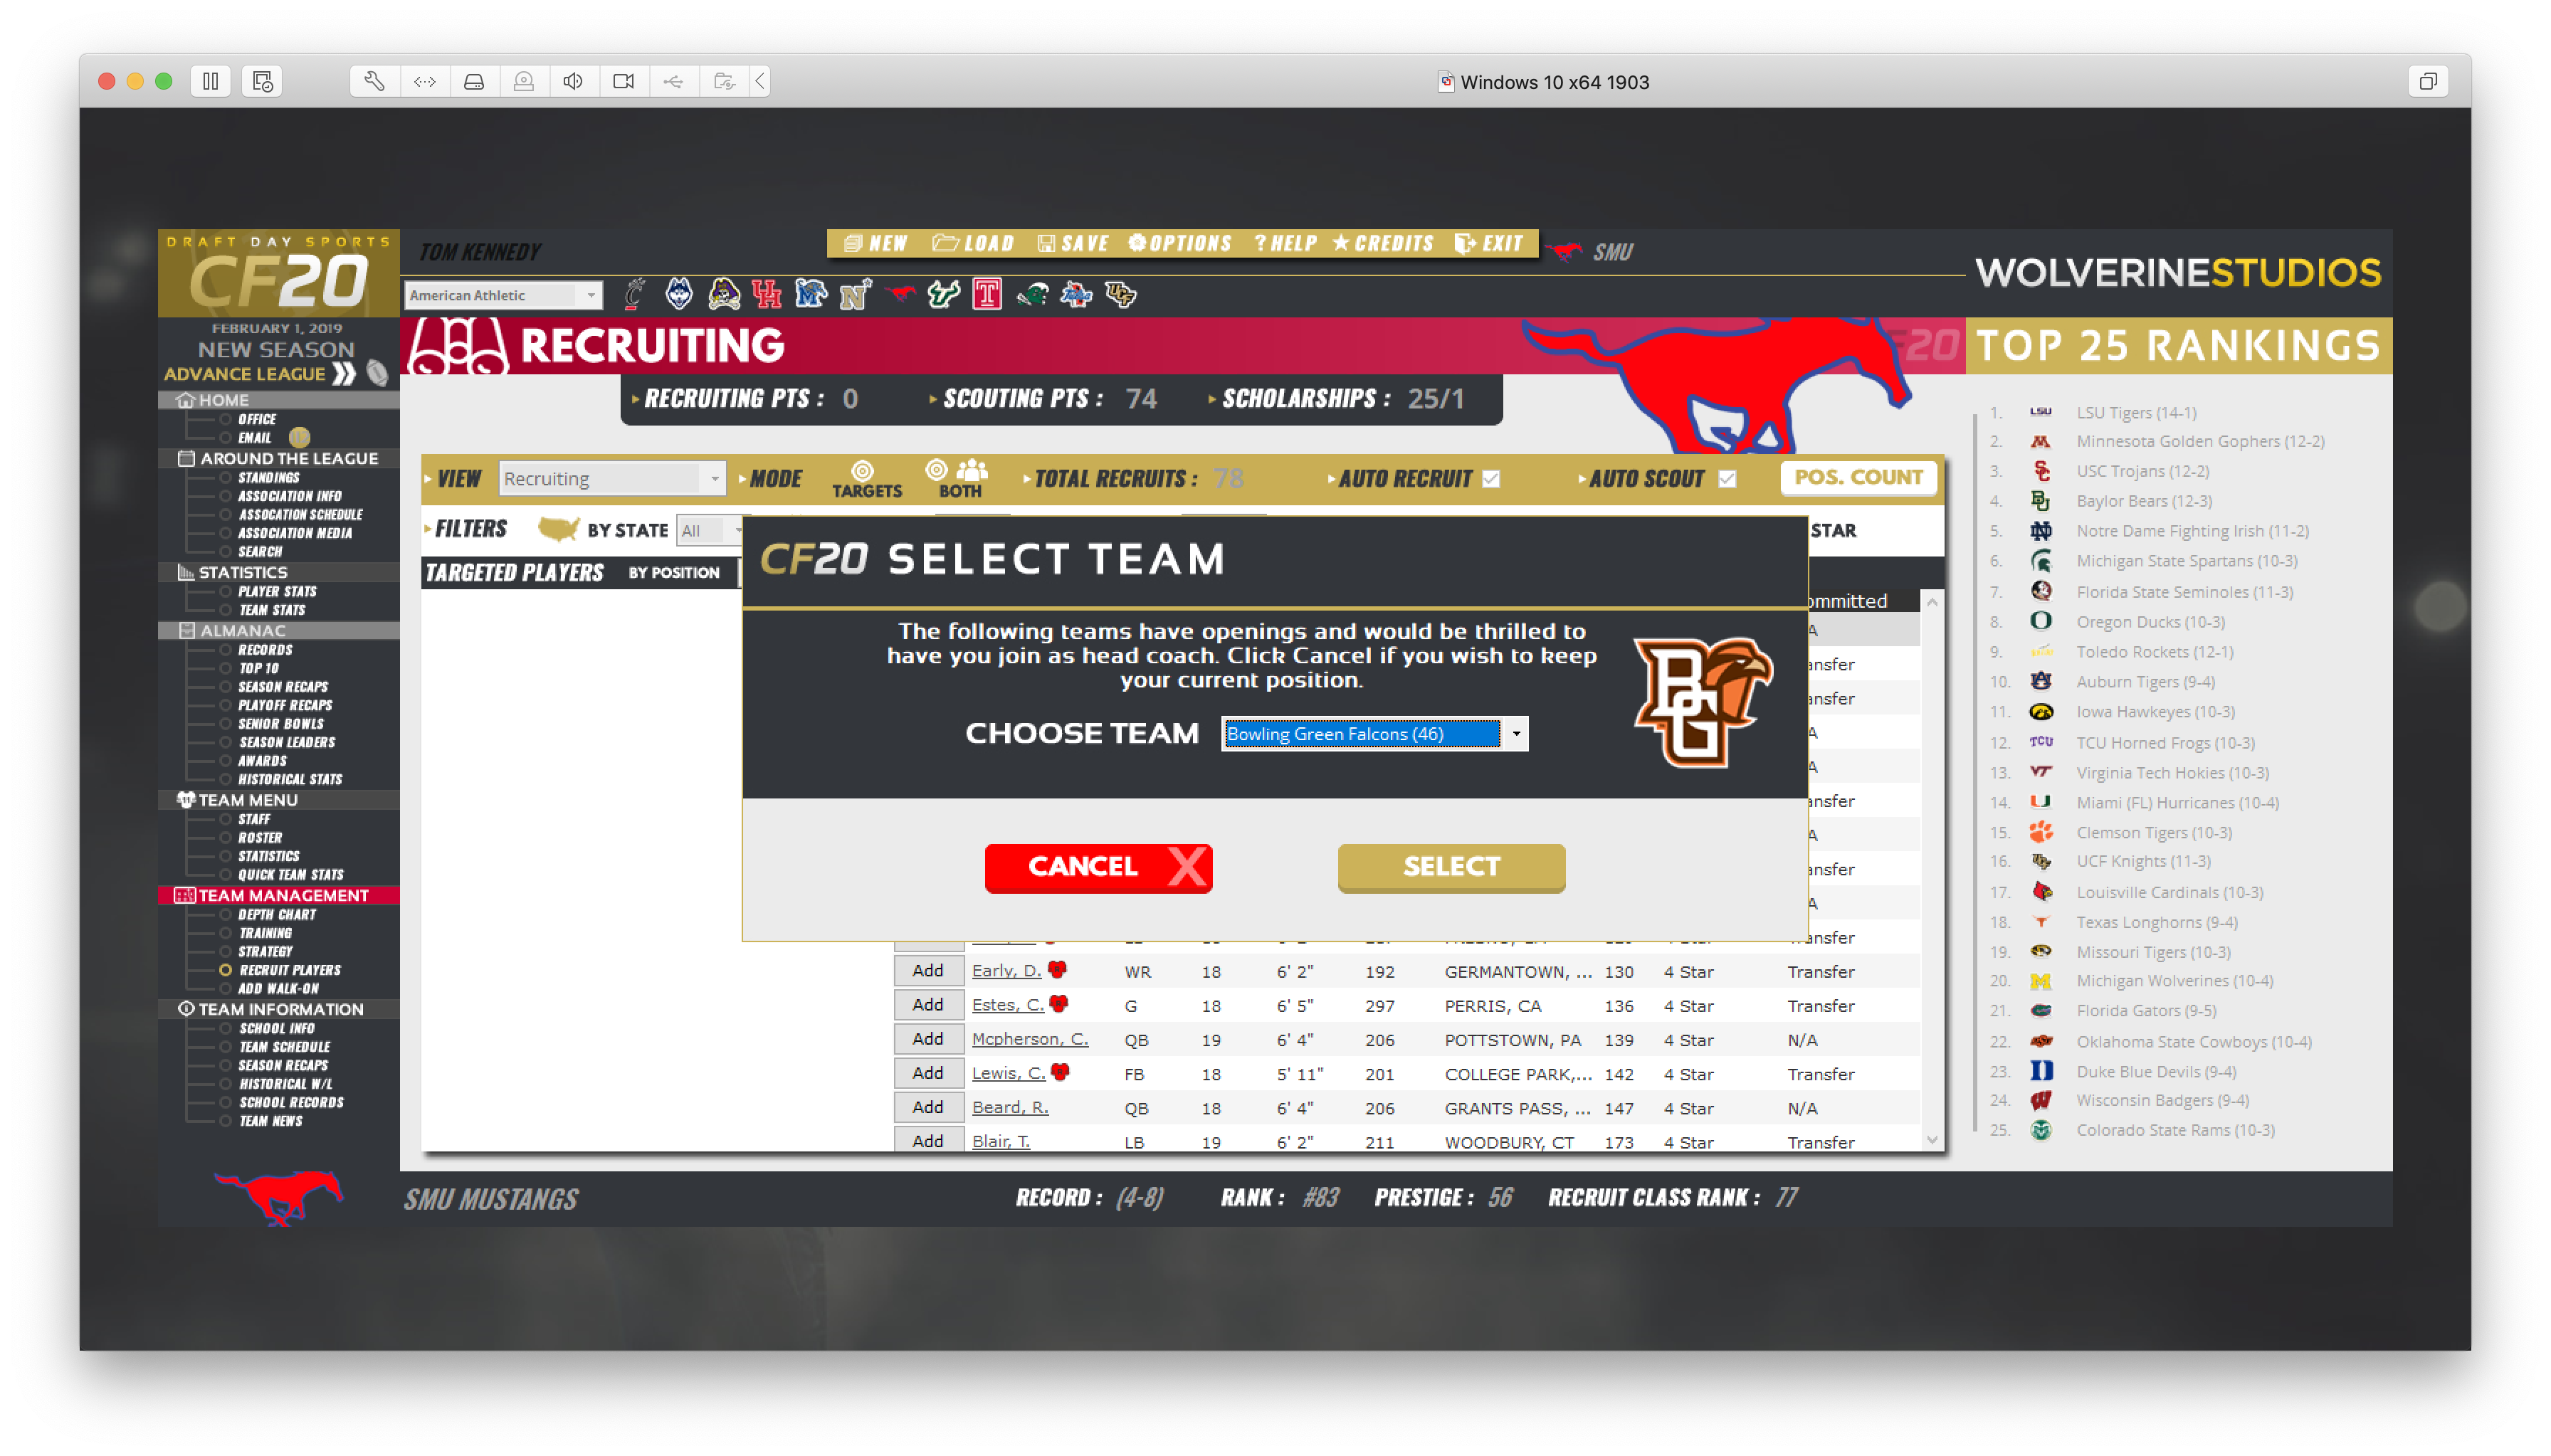 Windows 10 x64 1903
DRAFT DAY SPORTS
CF20
TOM KENNEDY
NEW LOAD SAVE OPTIONS ?HELP CREDITS EXIT
SMU
WOLVERINESTUDIOS
American Athletic
FEBRUARY 1, 2019
NEW SEASON
ADVANCE LEAGUE
RECRUITING
TOP 25 RANKINGS
RECRUITING PTS : 0 SCOUTING PTS : 74 SCHOLARSHIPS : 25/1
HOME
OFFICE
EMAIL
AROUND THE LEAGUE
STANDINGS
ASSOCIATION INFO
ASSOCATION SCHEDULE
ASSOCIATION MEDIA
SEARCH
STATISTICS
PLAYER STATS
TEAM STATS
ALMANAC
RECORDS
TOP 10
SEASON RECAPS
PLAYOFF RECAPS
SENIOR BOWLS
SEASON LEADERS
AWARDS
HISTORICAL STATS
TEAM MENU
STAFF
ROSTER
STATISTICS
QUICK TEAM STATS
TEAM MANAGEMENT
DEPTH CHART
TRAINING
STRATEGY
RECRUIT PLAYERS
ADD WALK-ON
TEAM INFORMATION
SCHOOL INFO
TEAM SCHEDULE
SEASON RECAPS
HISTORICAL W/L
SCHOOL RECORDS
TEAM NEWS
VIEW Recruiting MODE TARGETS BOTH TOTAL RECRUITS : 78 AUTO RECRUIT AUTO SCOUT POS. COUNT
FILTERS BY STATE All STAR
TARGETED PLAYERS BY POSITION
CF20 SELECT TEAM
The following teams have openings and would be thrilled to
have you join as head coach. Click Cancel if you wish to keep
your current position.
CHOOSE TEAM Bowling Green Falcons (46)
CANCEL X SELECT
Add Early, D. WR 18 6' 2" 192 GERMANTOWN, ... 130 4 Star Transfer
Add Estes, C. G 18 6' 5" 297 PERRIS, CA 136 4 Star Transfer
Add Mcpherson, C. QB 19 6' 4" 206 POTTSTOWN, PA 139 4 Star N/A
Add Lewis, C. FB 18 5' 11" 201 COLLEGE PARK,... 142 4 Star Transfer
Add Beard, R. QB 18 6' 4" 206 GRANTS PASS, ... 147 4 Star N/A
Add Blair, T. LB 19 6' 2" 211 WOODBURY, CT 173 4 Star Transfer
1. LSU Tigers (14-1)
2. Minnesota Golden Gophers (12-2)
3. USC Trojans (12-2)
4. Baylor Bears (12-3)
5. Notre Dame Fighting Irish (11-2)
6. Michigan State Spartans (10-3)
7. Florida State Seminoles (11-3)
8. Oregon Ducks (10-3)
9. Toledo Rockets (12-1)
10. Auburn Tigers (9-4)
11. Iowa Hawkeyes (10-3)
12. TCU Horned Frogs (10-3)
13. Virginia Tech Hokies (10-3)
14. Miami (FL) Hurricanes (10-4)
15. Clemson Tigers (10-3)
16. UCF Knights (11-3)
17. Louisville Cardinals (10-3)
18. Texas Longhorns (9-4)
19. Missouri Tigers (10-3)
20. Michigan Wolverines (10-4)
21. Florida Gators (9-5)
22. Oklahoma State Cowboys (10-4)
23. Duke Blue Devils (9-4)
24. Wisconsin Badgers (9-4)
25. Colorado State Rams (10-3)
SMU MUSTANGS RECORD : (4-8) RANK : #83 PRESTIGE : 56 RECRUIT CLASS RANK : 77